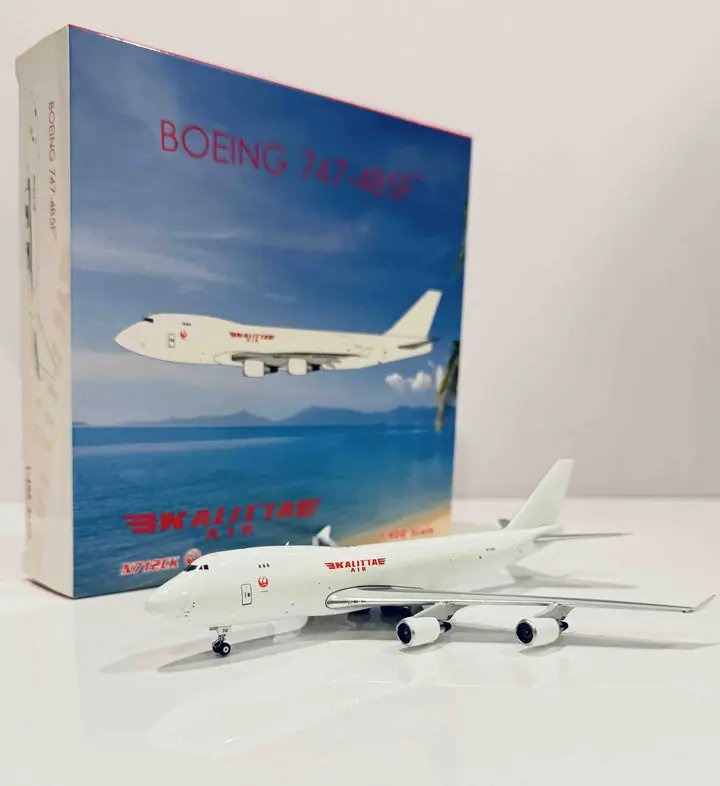 BOEING 747-4B5F
BOEING 747-4B5F
KALITTA
AIR
KALITTA
AIR
N712CK
1:400 Scale
KALITTA
AIR